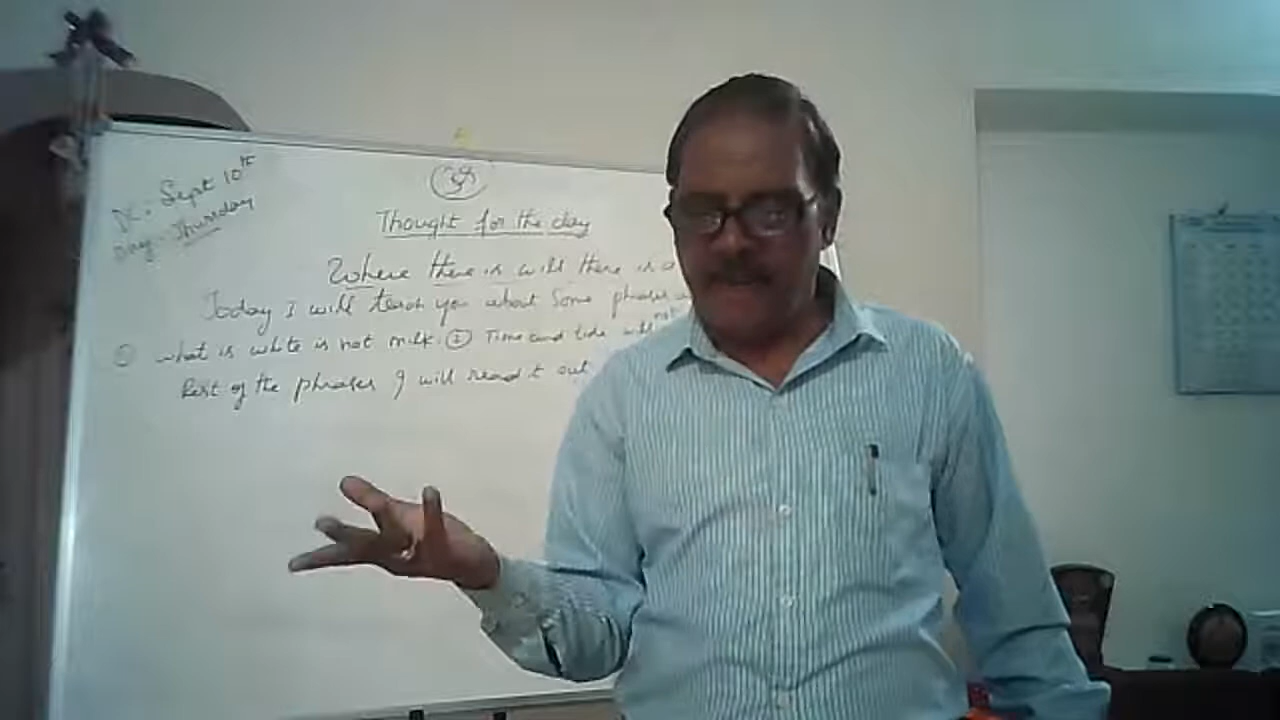 Dt: Sept 10th
Day: Thursday
ૐ
Thought for the day
Where there is will there is a
Today I will teach you about Some phrases
① what is white is not milk. ② Time and tide will not
Rest of the phrases I will read it out